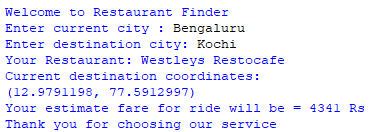 Welcome to Restaurant Finder
Enter current city : Bengaluru
Enter destination city: Kochi
Your Restaurant: Westleys Restocafe
Current destination coordinates:
(12.9791198, 77.5912997)
Your estimate fare for ride will be = 4341 Rs
Thank you for choosing our service